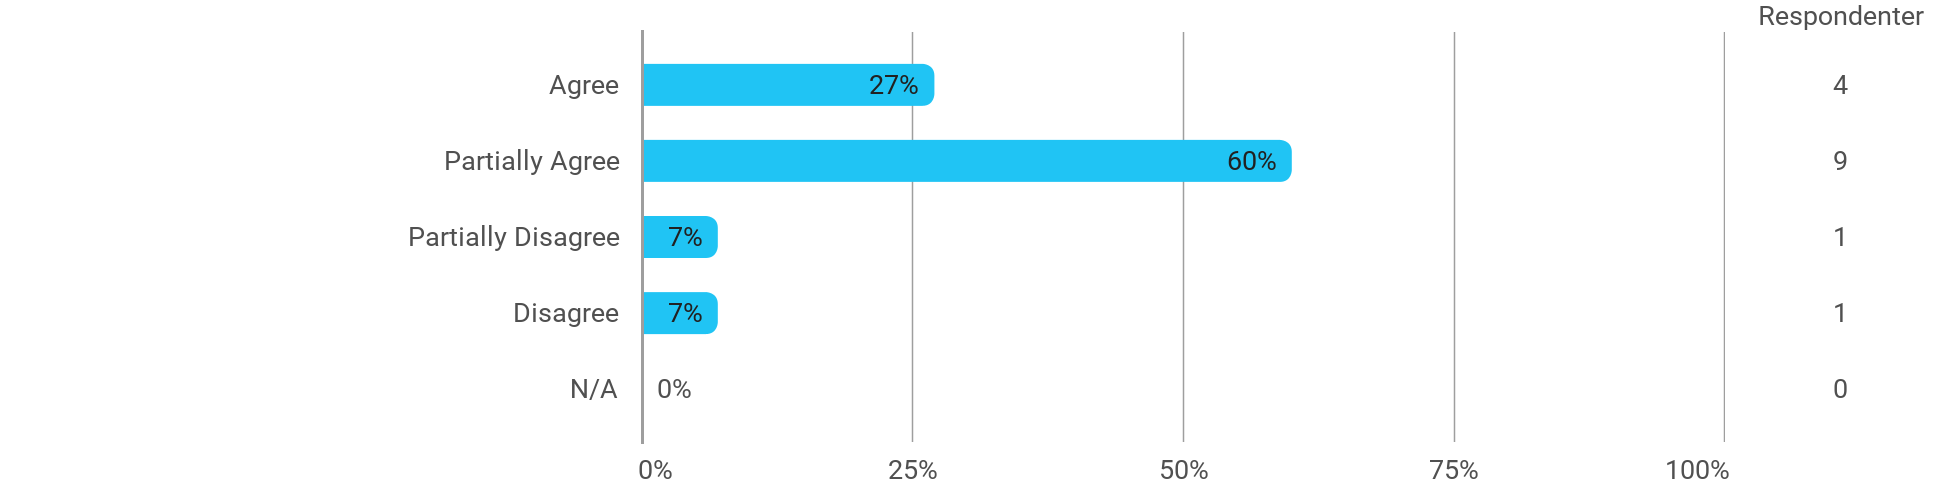 Respondenter
Agree 27% 4
Partially Agree 60% 9
Partially Disagree 7% 1
Disagree 7% 1
N/A 0% 0
0% 25% 50% 75% 100%